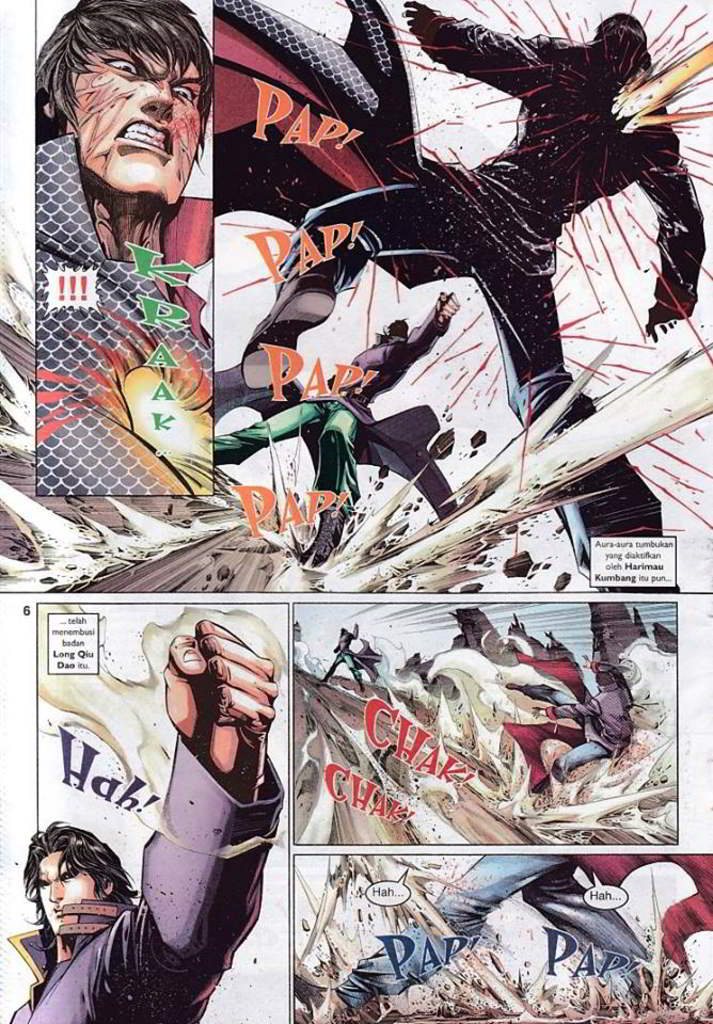 !!!
KRAAK
PAP!
PAP!
PAP!
PAP!
Aura-aura tumbukan
yang diaktifkan
oleh Harimau
Kumbang itu pun...
6
... telah
menembusi
badan
Long Qiu
Dao itu.
Hah!
CHAK!
CHAK!
Hah...
Hah...
PAP!
PAP!